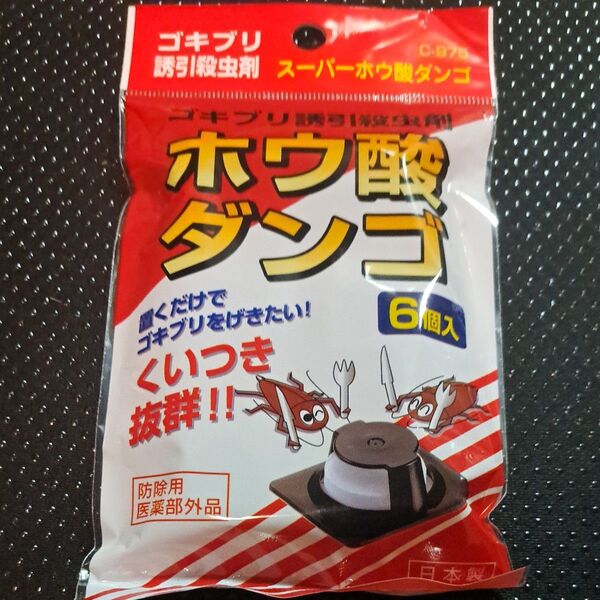 ゴキブリ
誘引殺虫剤
C-975
スーパーホウ酸ダンゴ
ゴキブリ誘引殺虫剤
ホウ酸
ダンゴ
置くだけで
ゴキブリをげきたい!
6個入
くいつき
抜群!!
防除用
医薬部外品
日本製